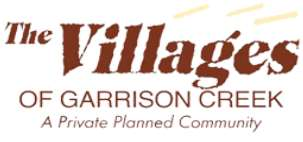 The Villages
OF GARRISON CREEK
A Private Planned Community